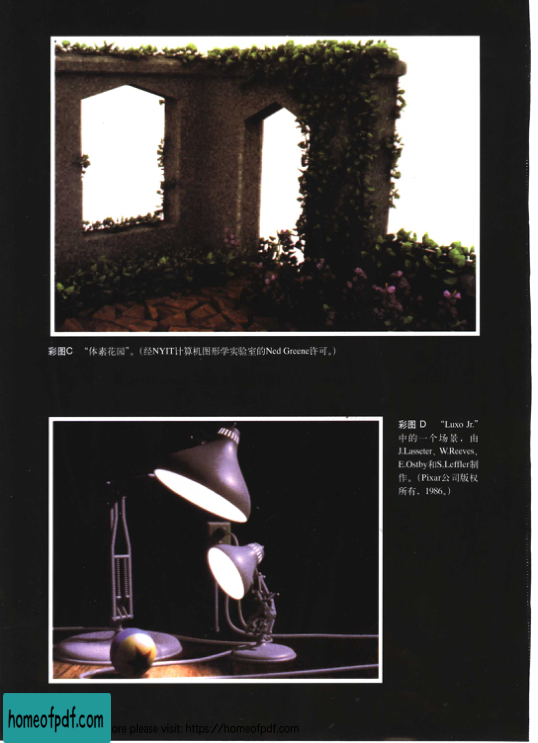 彩图C “体素花园”。(经NYIT计算机图形学实验室的Ned Greene许可。)
彩图 D “Luxo Jr.”
中的一个场景，由
J.Lasseter、W.Reeves、
E.Ostby和S.Leffler制
作。(Pixar公司版权
所有，1986。)
homeofpdf.com
ore please visit: https://homeofpdf.com